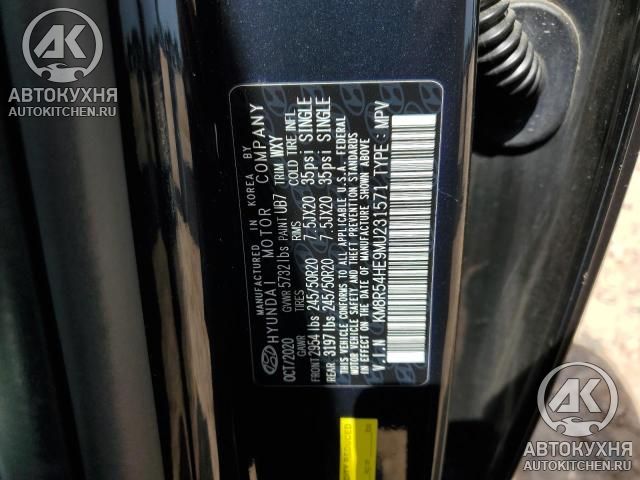 АВТОКУХНЯ
AUTOKITCHEN.RU
MANUFACTURED IN KOREA BY
HYUNDAI MOTOR COMPANY
OCT/2020 GVWR 5732 lbs PAINT UB7 TRIM WXY
GAWR TIRES RIMS COLD TIRE INFL
FRONT 2954 lbs 245/50R20 7.5JX20 35psi SINGLE
REAR 3197 lbs 245/50R20 7.5JX20 35psi SINGLE
THIS VEHICLE CONFORMS TO ALL APPLICABLE U.S.A. FEDERAL
MOTOR VEHICLE SAFETY AND THEFT PREVENTION STANDARDS
IN EFFECT ON THE DATE OF MANUFACTURE SHOWN ABOVE
V.I.N : KM8R54HE9MU231571 TYPE : MPV
REDUCED
АВТОКУХНЯ
AUTOKITCHEN.RU